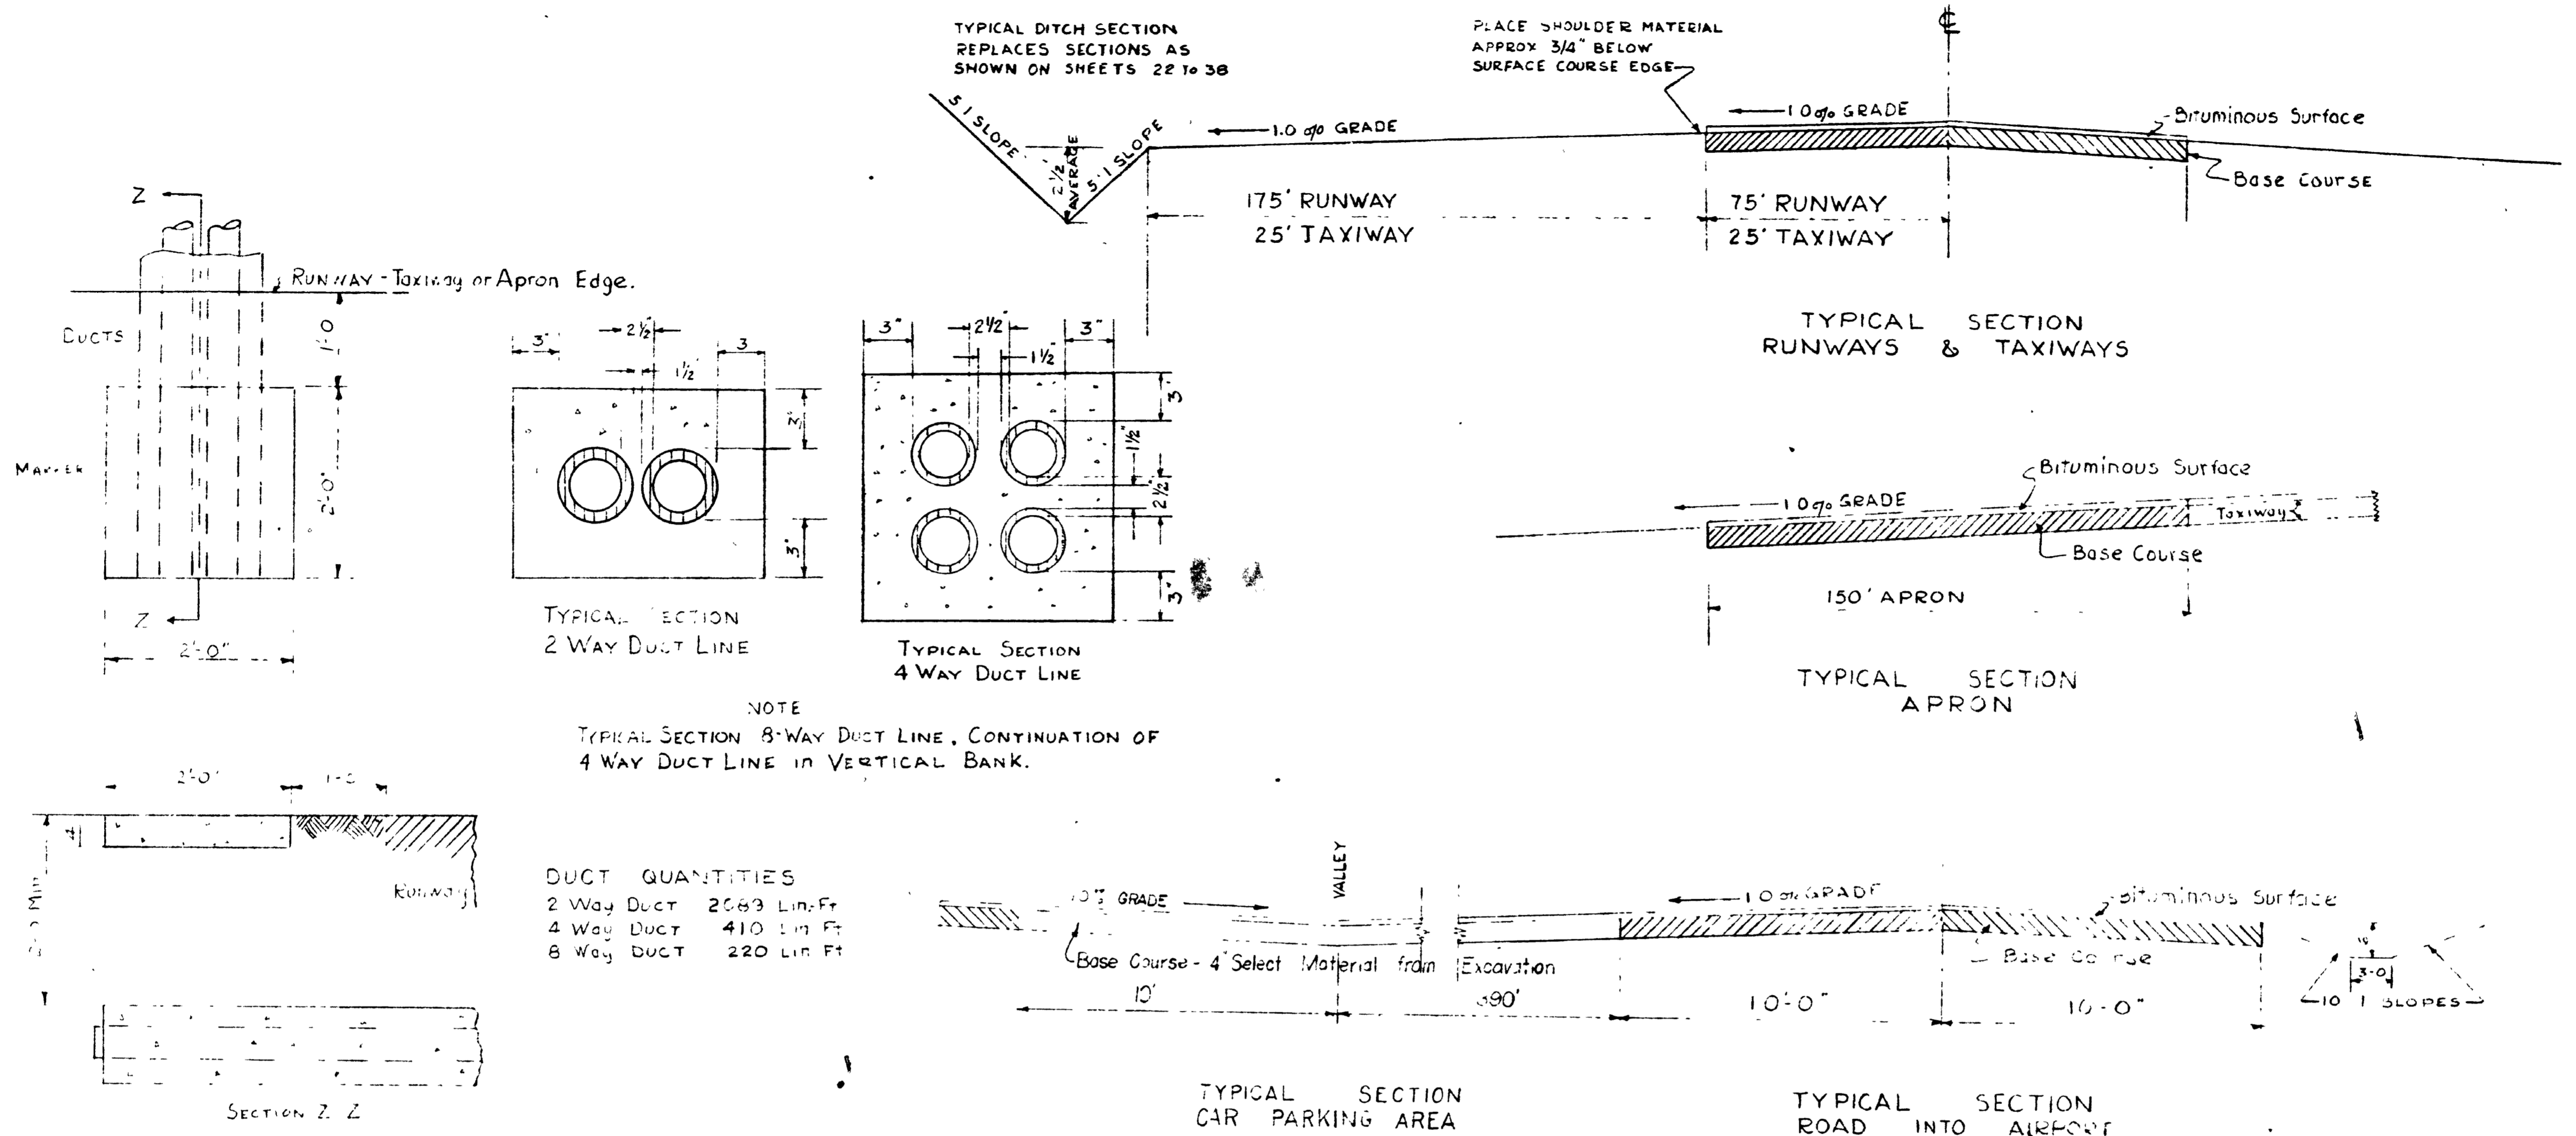 TYPICAL DITCH SECTION
REPLACES SECTIONS AS
SHOWN ON SHEETS 22 TO 38
PLACE SHOULDER MATERIAL
APPROX 3/4" BELOW
SURFACE COURSE EDGE
℄
5:1 SLOPE
2 1/2'
AVERAGE
5:1 SLOPE
1.0 % GRADE
1.0% GRADE
Bituminous Surface
Base Course
175' RUNWAY
25' TAXIWAY
75' RUNWAY
25' TAXIWAY
TYPICAL SECTION
RUNWAYS & TAXIWAYS
Z
RUNWAY - Taxiway or Apron Edge.
DUCTS
1'-0
MARKER
2'-0"
Z
2'-0"
3"
2 1/2"
3
1 1/2"
3"
3"
TYPICAL SECTION
2 WAY DUCT LINE
3"
2 1/2"
3"
1 1/2"
3"
1 1/2"
2 1/2"
3"
TYPICAL SECTION
4 WAY DUCT LINE
NOTE
TYPICAL SECTION 8-WAY DUCT LINE, CONTINUATION OF
4 WAY DUCT LINE in VERTICAL BANK.
1.0% GRADE
Bituminous Surface
Taxiway
Base Course
150' APRON
TYPICAL SECTION
APRON
2'-0"
4
Min
Runway
SECTION Z Z
DUCT QUANTITIES
2 Way DUCT Lin. Ft
4 Way DUCT 410 Lin Ft
8 Way DUCT 220 Lin Ft
GRADE
VALLEY
Base Course - 4" Select Material from Excavation
10'
TYPICAL SECTION
CAR PARKING AREA
1.0% GRADE
Bituminous Surface
Base Course
10'-0"
10-0"
3-0
10 1 SLOPES
TYPICAL SECTION
ROAD INTO AIRPORT